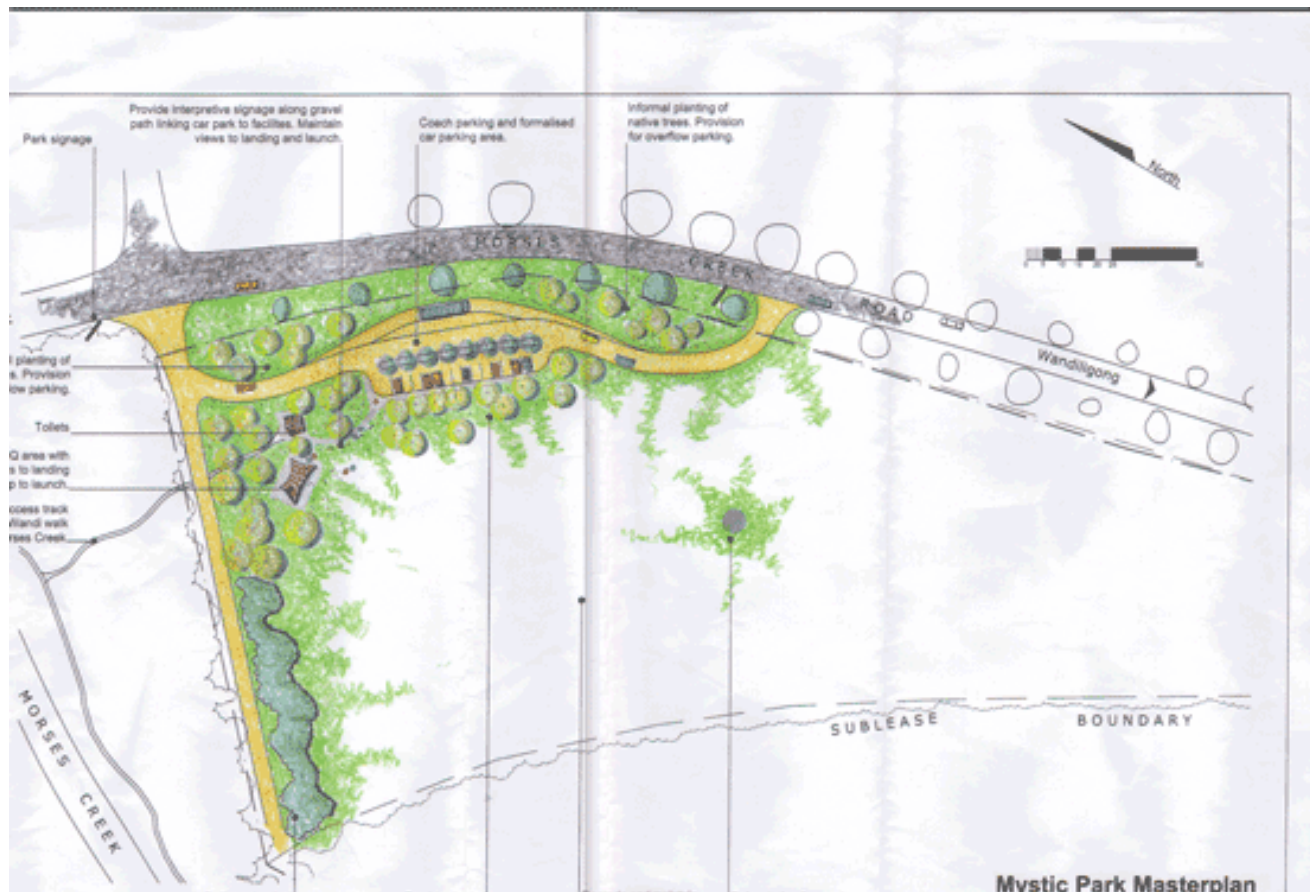 Park signage
Provide interpretive signage along gravel
path linking car park to facilites. Maintain
views to landing and launch.
Coach parking and formalised
car parking area.
Informal planting of
native trees. Provision
for overflow parking.
North
MORSES CREEK ROAD
Wandiligong
l planting of
s. Provision
ow parking.
Toilets
Q area with
s to landing
p to launch.
ccess track
walk
rses Creek.
MORSES CREEK
SUBLEASE BOUNDARY
Mystic Park Masterplan